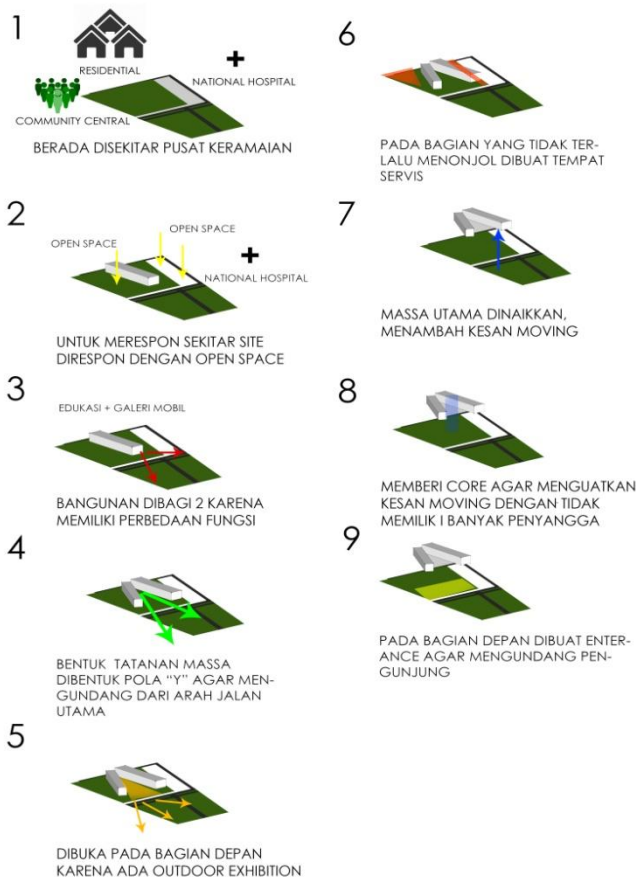 1
RESIDENTIAL
+
NATIONAL HOSPITAL
COMMUNITY CENTRAL
BERADA DISEKITAR PUSAT KERAMAIAN
2
OPEN SPACE
OPEN SPACE
+
NATIONAL HOSPITAL
UNTUK MERESPON SEKITAR SITE
DIRESPON DENGAN OPEN SPACE
3
EDUKASI + GALERI MOBIL
BANGUNAN DIBAGI 2 KARENA
MEMILIKI PERBEDAAN FUNGSI
4
BENTUK TATANAN MASSA
DIBENTUK POLA “Y” AGAR MEN-
GUNDANG DARI ARAH JALAN
UTAMA
5
DIBUKA PADA BAGIAN DEPAN
KARENA ADA OUTDOOR EXHIBITION
6
PADA BAGIAN YANG TIDAK TER-
LALU MENONJOL DIBUAT TEMPAT
SERVIS
7
MASSA UTAMA DINAIKKAN,
MENAMBAH KESAN MOVING
8
MEMBERI CORE AGAR MENGUATKAN
KESAN MOVING DENGAN TIDAK
MEMILIK I BANYAK PENYANGGA
9
PADA BAGIAN DEPAN DIBUAT ENTER-
ANCE AGAR MENGUNDANG PEN-
GUNJUNG